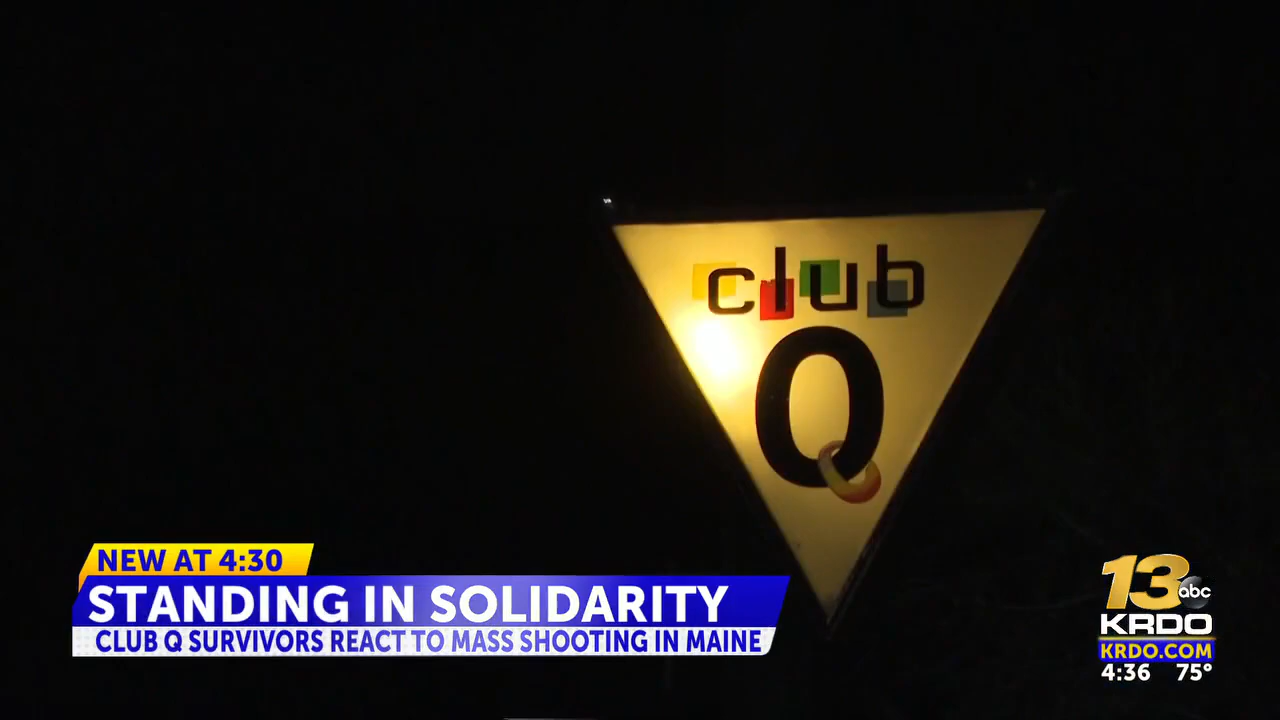 club
Q
NEW AT 4:30
STANDING IN SOLIDARITY
CLUB Q SURVIVORS REACT TO MASS SHOOTING IN MAINE
13 abc
KRDO
KRDO.COM
4:36 75°